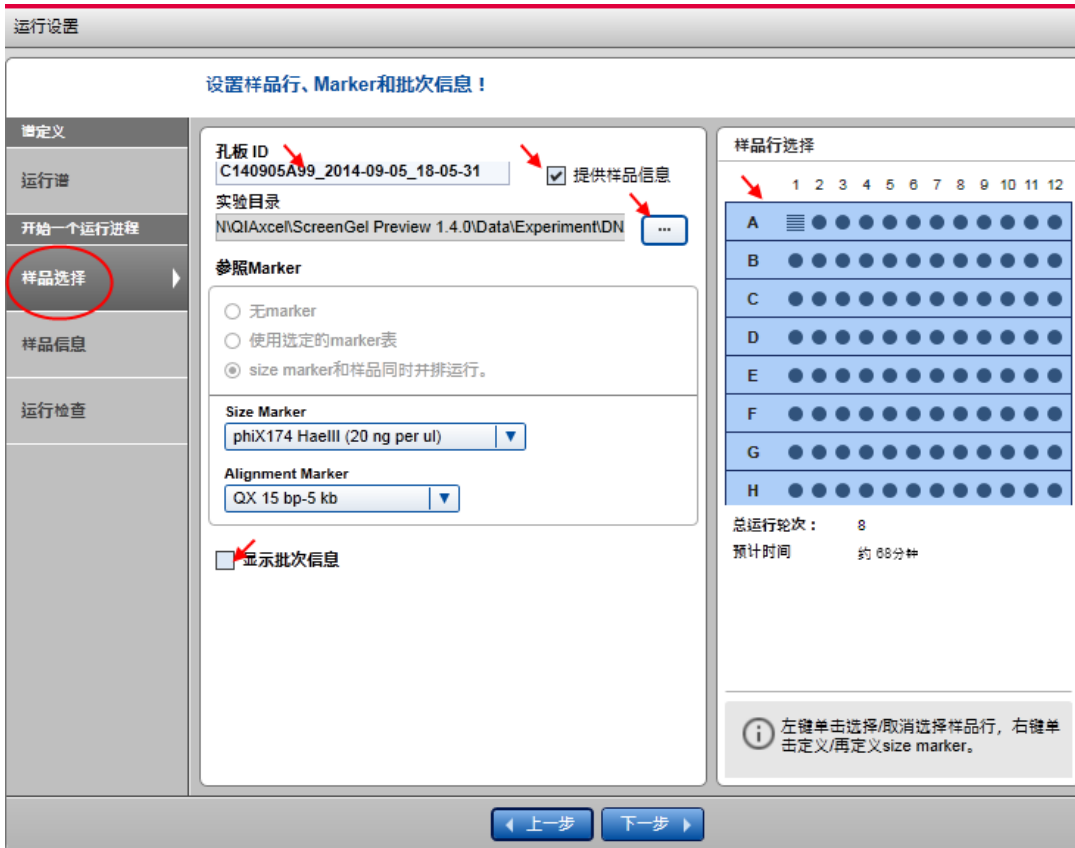 运行设置
设置样品行、Marker和批次信息！
谱定义
运行谱
开始一个运行进程
样品选择
样品信息
运行检查
孔板 ID
C140905A99_2014-09-05_18-05-31
提供样品信息
实验目录
N\QIAxcel\ScreenGel Preview 1.4.0\Data\Experiment\DN
...
参照Marker
无marker
使用选定的marker表
size marker和样品同时并排运行。
Size Marker
phiX174 HaeIII (20 ng per ul)
Alignment Marker
QX 15 bp-5 kb
显示批次信息
样品行选择
1 2 3 4 5 6 7 8 9 10 11 12
A
B
C
D
E
F
G
H
总运行轮次： 8
预计时间 约 68分钟
左键单击选择/取消选择样品行，右键单
击定义/再定义size marker。
上一步
下一步